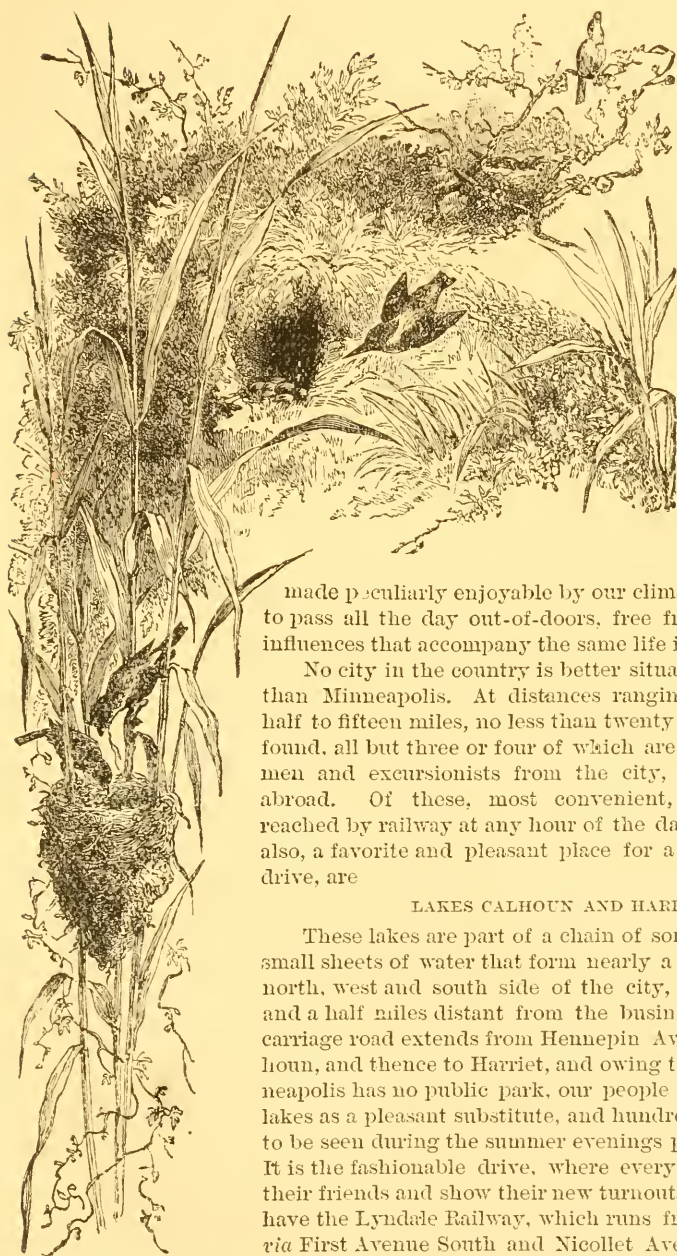 made peculiarly enjoyable by our clim
to pass all the day out-of-doors, free fr
influences that accompany the same life i
No city in the country is better situa
than Minneapolis. At distances rangin
half to fifteen miles, no less than twenty
found, all but three or four of which are
men and excursionists from the city,
abroad. Of these, most convenient,
reached by railway at any hour of the da
also, a favorite and pleasant place for a
drive, are
LAKES CALHOUN AND HARI
These lakes are part of a chain of son
small sheets of water that form nearly a
north, west and south side of the city,
and a half miles distant from the busin
carriage road extends from Hennepin Av
houn, and thence to Harriet, and owing t
neapolis has no public park, our people
lakes as a pleasant substitute, and hundre
to be seen during the summer evenings p
It is the fashionable drive, where every
their friends and show their new turnout
have the Lyndale Railway, which runs fr
via First Avenue South and Nicollet Ave